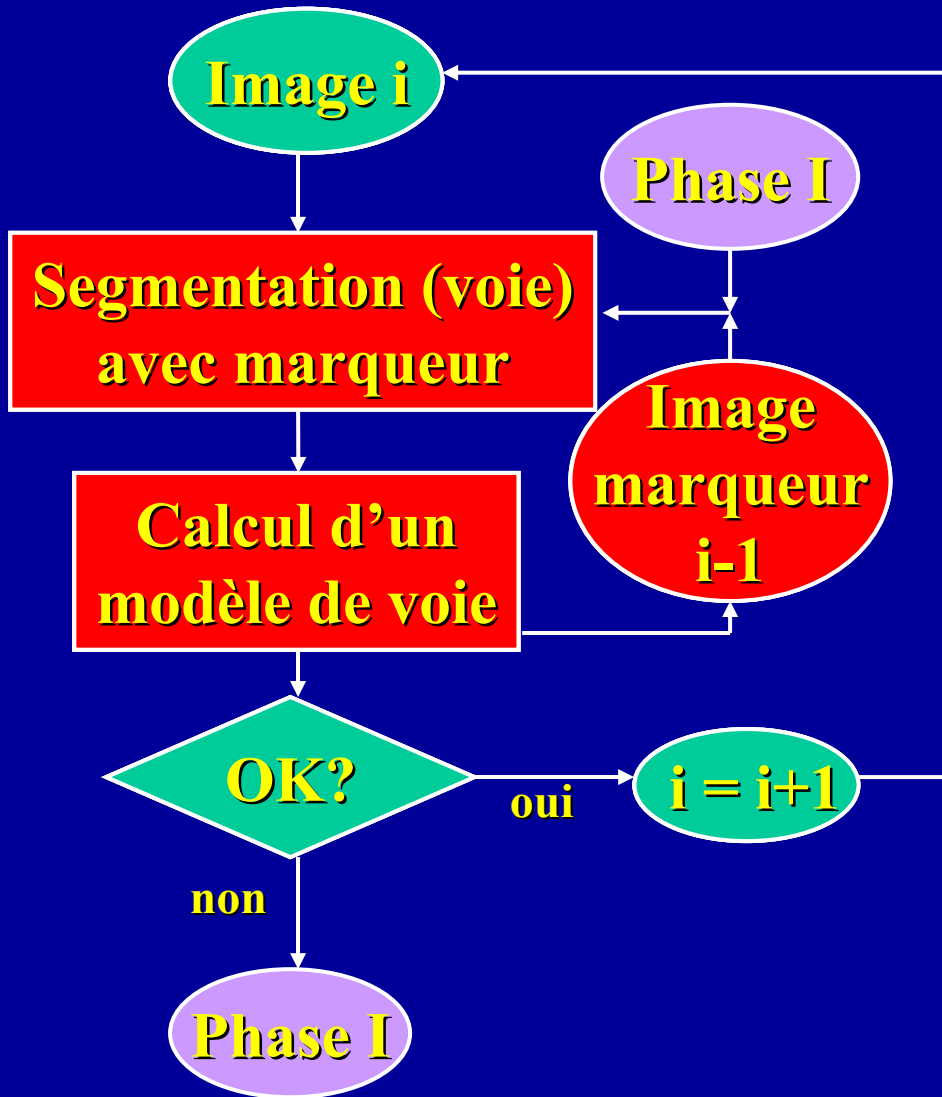 Image i
Phase I
Segmentation (voie)
avec marqueur
Image
marqueur
i-1
Calcul d’un
modèle de voie
OK?
oui
i = i+1
non
Phase I